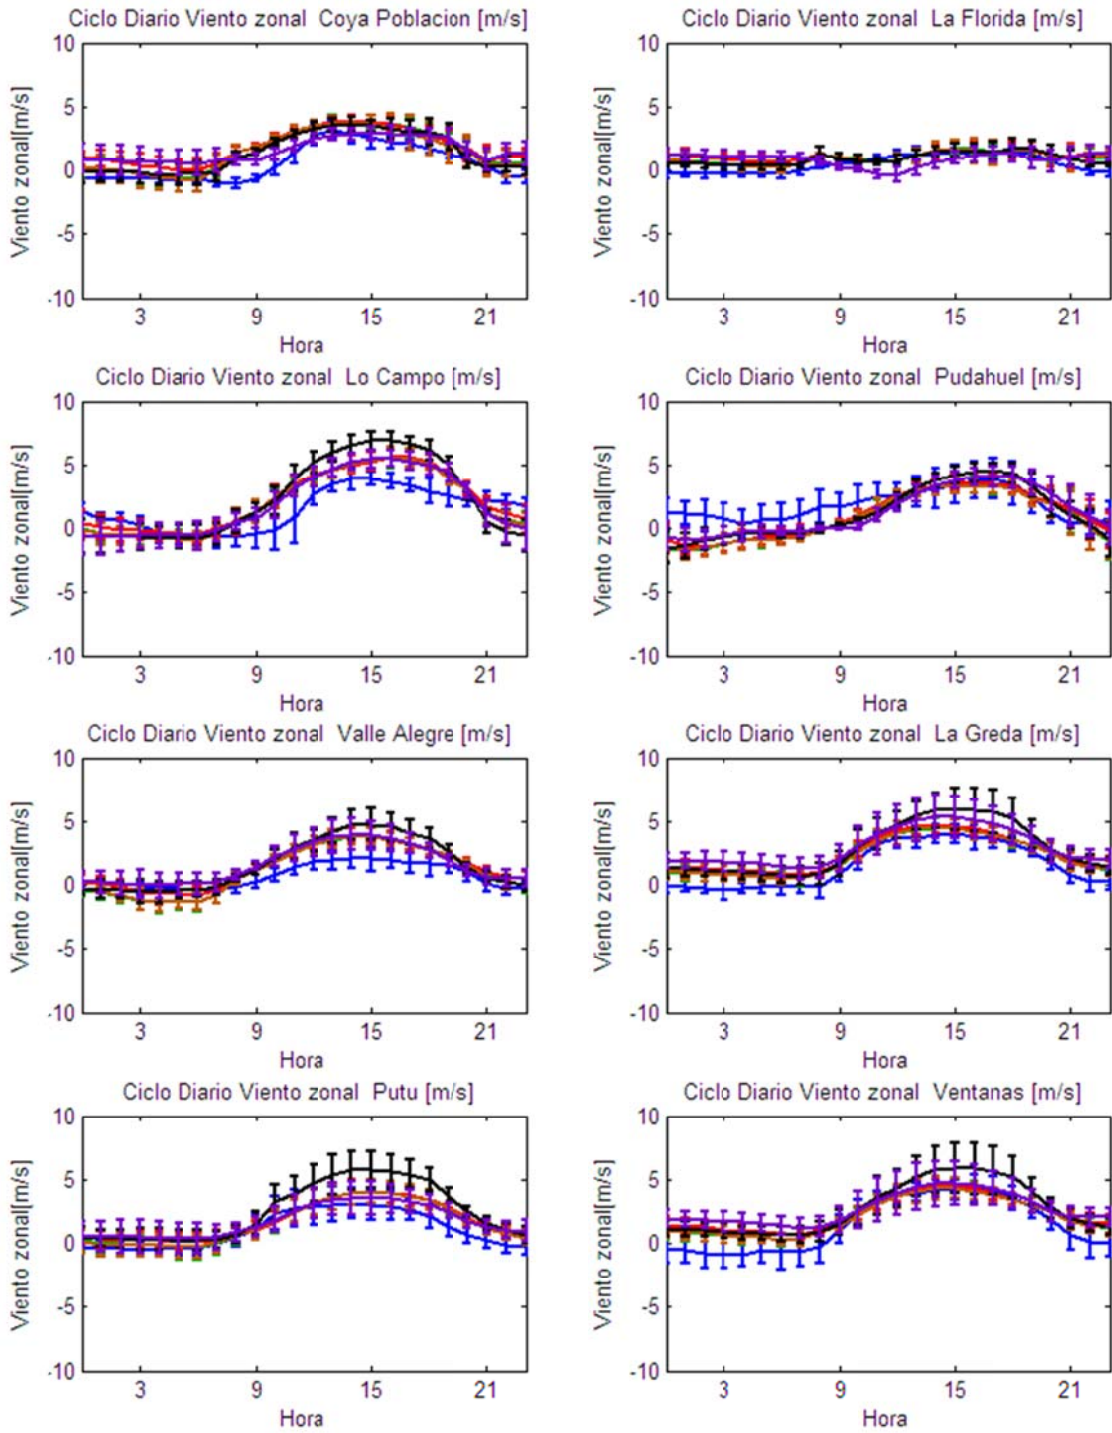 Ciclo Diario Viento zonal  Coya Poblacion [m/s]
Viento zonal[m/s]
10
5
0
-5
-10
3 9 15 21
Hora
Ciclo Diario Viento zonal  La Florida [m/s]
Viento zonal[m/s]
10
5
0
-5
-10
3 9 15 21
Hora
Ciclo Diario Viento zonal  Lo Campo [m/s]
Viento zonal[m/s]
10
5
0
-5
-10
3 9 15 21
Hora
Ciclo Diario Viento zonal  Pudahuel [m/s]
Viento zonal[m/s]
10
5
0
-5
-10
3 9 15 21
Hora
Ciclo Diario Viento zonal  Valle Alegre [m/s]
Viento zonal[m/s]
10
5
0
-5
-10
3 9 15 21
Hora
Ciclo Diario Viento zonal  La Greda [m/s]
Viento zonal[m/s]
10
5
0
-5
-10
3 9 15 21
Hora
Ciclo Diario Viento zonal  Putu [m/s]
Viento zonal[m/s]
10
5
0
-5
-10
3 9 15 21
Hora
Ciclo Diario Viento zonal  Ventanas [m/s]
Viento zonal[m/s]
10
5
0
-5
-10
3 9 15 21
Hora